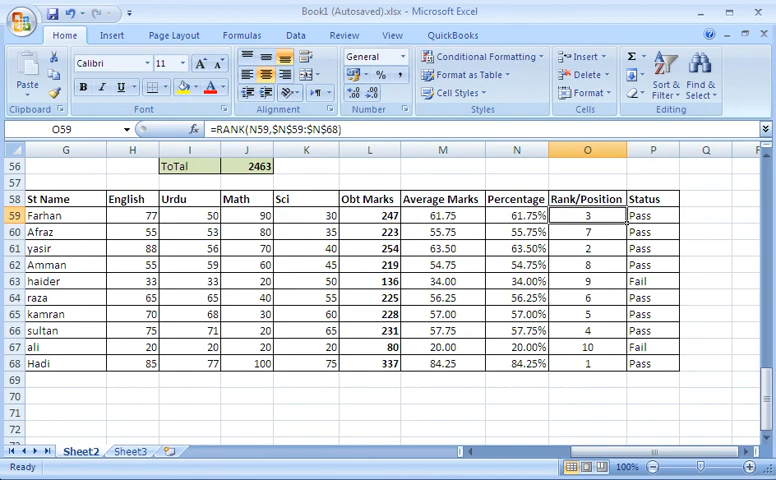 Book1 (Autosaved).xlsx - Microsoft Excel
Home Insert Page Layout Formulas Data Review View QuickBooks
Calibri 11 A A General Conditional Formatting Insert Σ
Paste % , Format as Table Delete Sort & Filter Find & Select
B I U A Cell Styles Format
Clipboard Font Alignment Number Styles Cells Editing
O59 fx =RANK(N59,$N$59:$N$68)
G H I J K L M N O P Q R
56 ToTal 2463
57
58 St Name English Urdu Math Sci Obt Marks Average Marks Percentage Rank/Position Status
59 Farhan 77 50 90 30 247 61.75 61.75% 3 Pass
60 Afraz 55 53 80 35 223 55.75 55.75% 7 Pass
61 yasir 88 56 70 40 254 63.50 63.50% 2 Pass
62 Amman 55 59 60 45 219 54.75 54.75% 8 Pass
63 haider 33 33 20 50 136 34.00 34.00% 9 Fail
64 raza 65 65 40 55 225 56.25 56.25% 6 Pass
65 kamran 70 68 30 60 228 57.00 57.00% 5 Pass
66 sultan 75 71 20 65 231 57.75 57.75% 4 Pass
67 ali 20 20 20 20 80 20.00 20.00% 10 Fail
68 Hadi 85 77 100 75 337 84.25 84.25% 1 Pass
69
70
71
72
Sheet2 Sheet3
Ready 100%